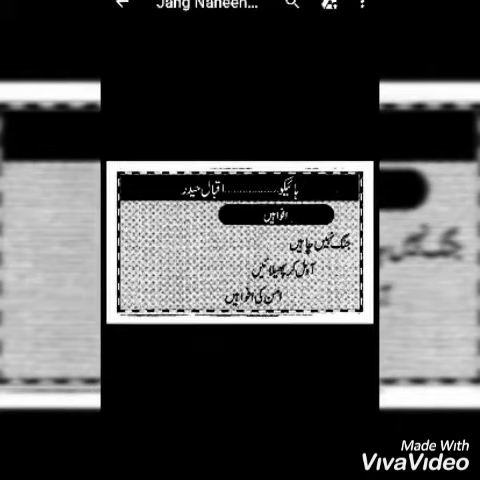 Jang Naheen...
ہائیکو................اقبال حیدر
افواہیں
جنگ نہیں چاہیں
آؤ مل کر پھیلائیں
امن کی افواہیں
Made With
VivaVideo